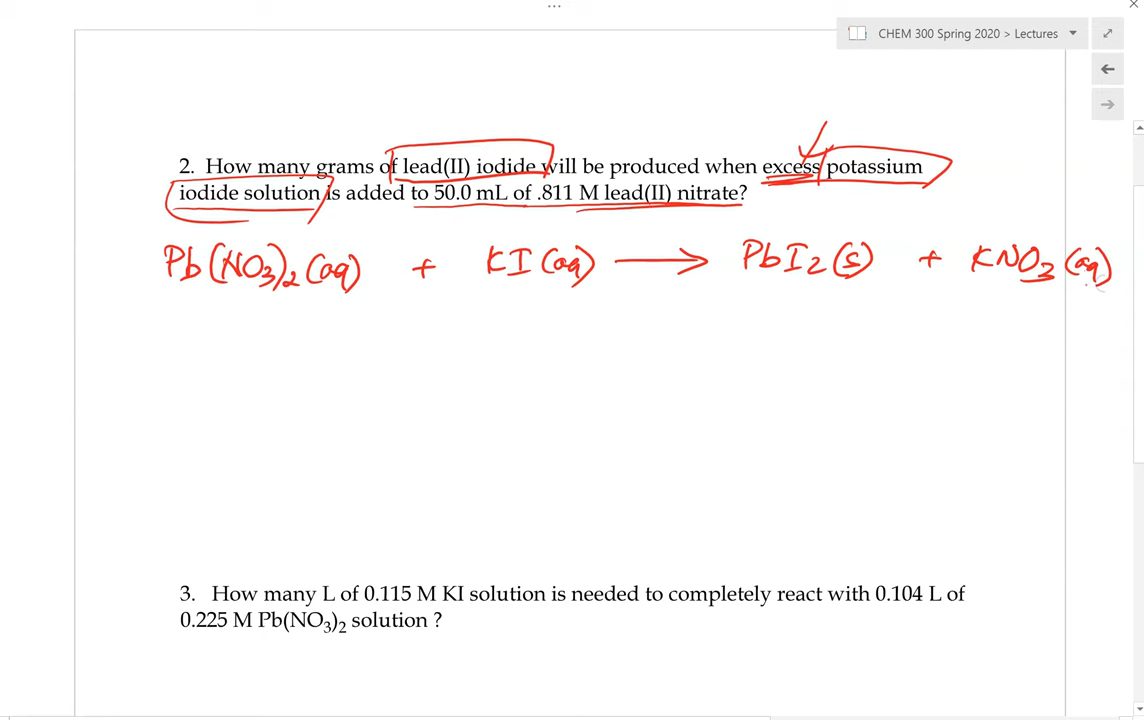 ...
CHEM 300 Spring 2020 > Lectures
2. How many grams of lead(II) iodide will be produced when excess potassium
iodide solution is added to 50.0 mL of .811 M lead(II) nitrate?
Pb(NO3)2 (aq) + KI (aq) → PbI2 (s) + KNO3 (aq)
3. How many L of 0.115 M KI solution is needed to completely react with 0.104 L of
0.225 M Pb(NO₃)₂ solution ?